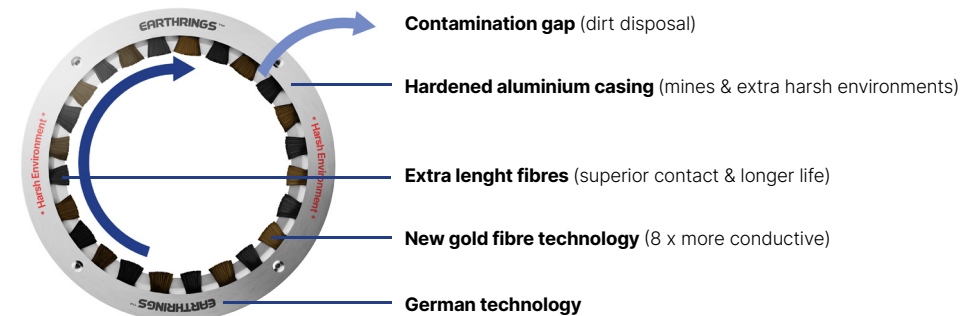 EARTHRINGS™
Contamination gap (dirt disposal)
Hardened aluminium casing (mines & extra harsh environments)
* Harsh Environment *
* Harsh Environment *
Extra lenght fibres (superior contact & longer life)
New gold fibre technology (8 x more conductive)
EARTHRINGS™
German technology